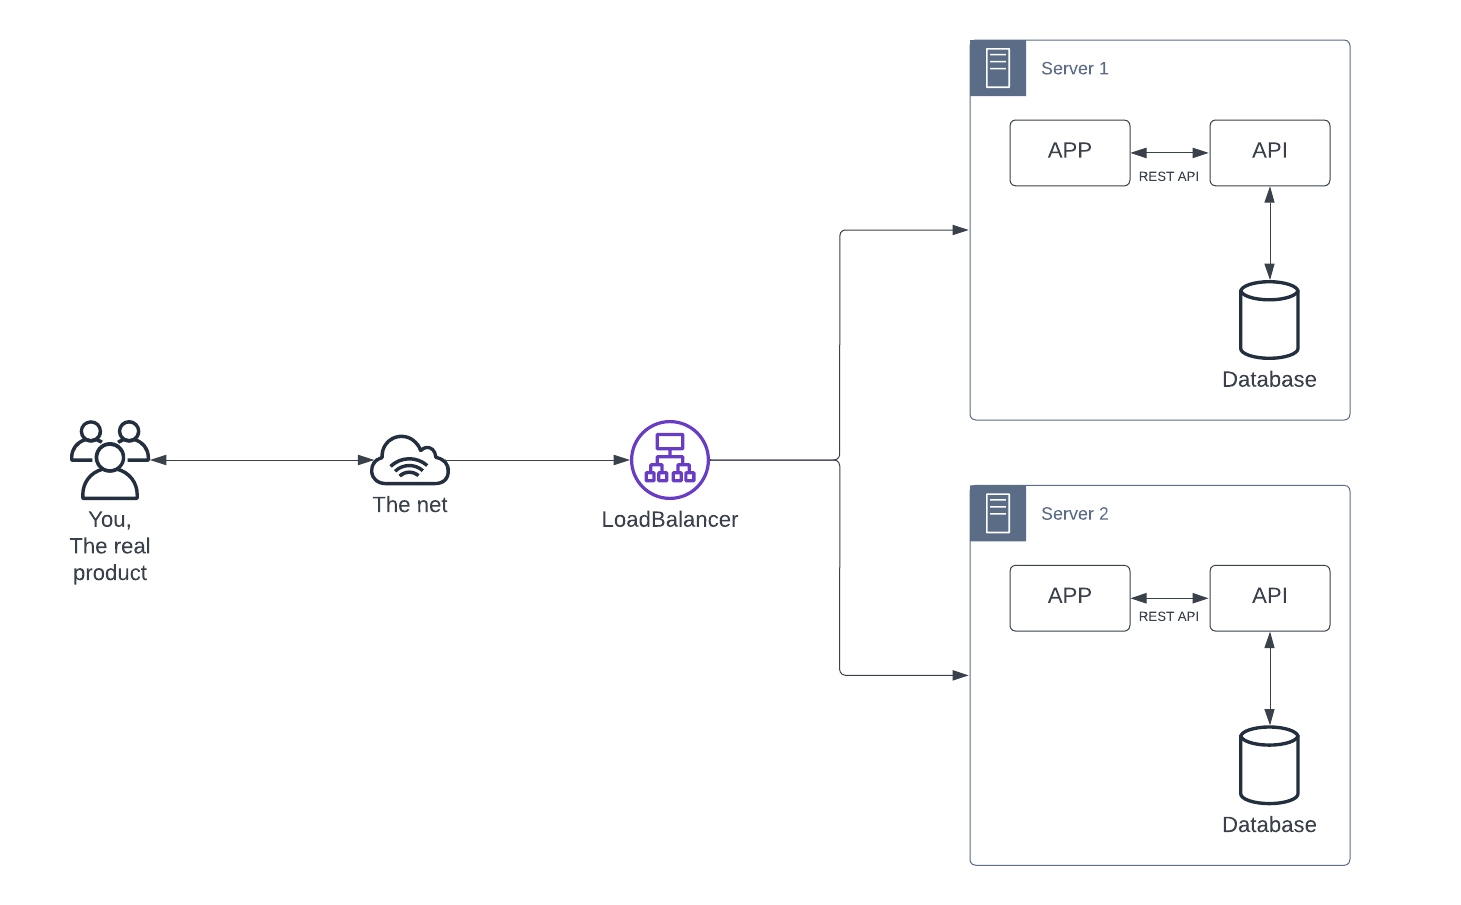 Server 1
APP
API
REST API
Database
You,
The real
product
The net
LoadBalancer
Server 2
APP
API
REST API
Database